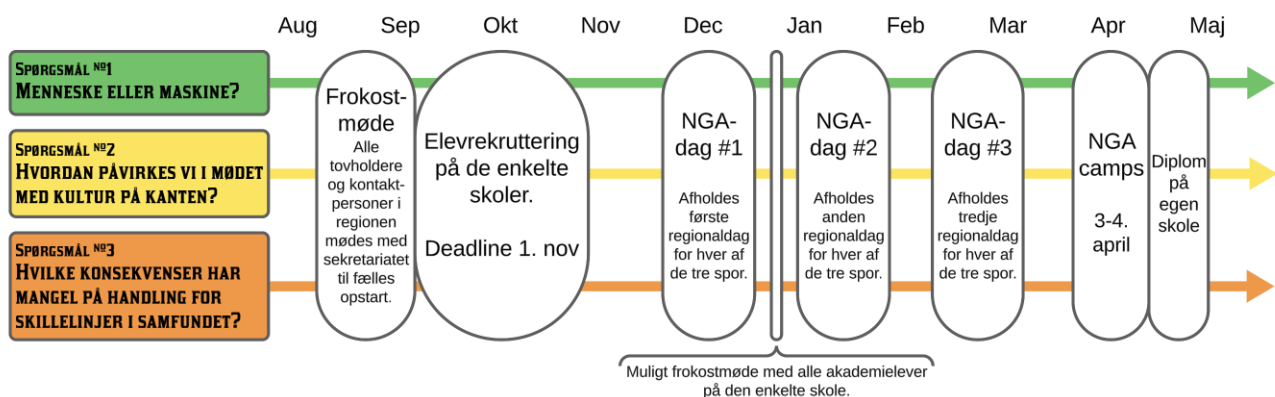 Aug Sep Okt Nov Dec Jan Feb Mar Apr Maj
Spørgsmål №1
Menneske eller maskine?
Spørgsmål №2
Hvordan påvirkes vi i mødet
med kultur på kanten?
Spørgsmål №3
Hvilke konsekvenser har
mangel på handling for
skillelinjer i samfundet?
Frokost-
møde
Alle
tovholdere
og kontakt-
personer i
regionen
mødes med
sekretariatet
til fælles
opstart.
Elevrekruttering
på de enkelte
skoler.
Deadline 1. nov
NGA-
dag #1
Afholdes
første
regionaldag
for hver af
de tre spor.
NGA-
dag #2
Afholdes
anden
regionaldag
for hver af
de tre spor.
NGA-
dag #3
Afholdes
tredje
regionaldag
for hver af
de tre spor.
NGA
camps
3-4.
april
Diplom
på
egen
skole
Muligt frokostmøde med alle akademielever
på den enkelte skole.